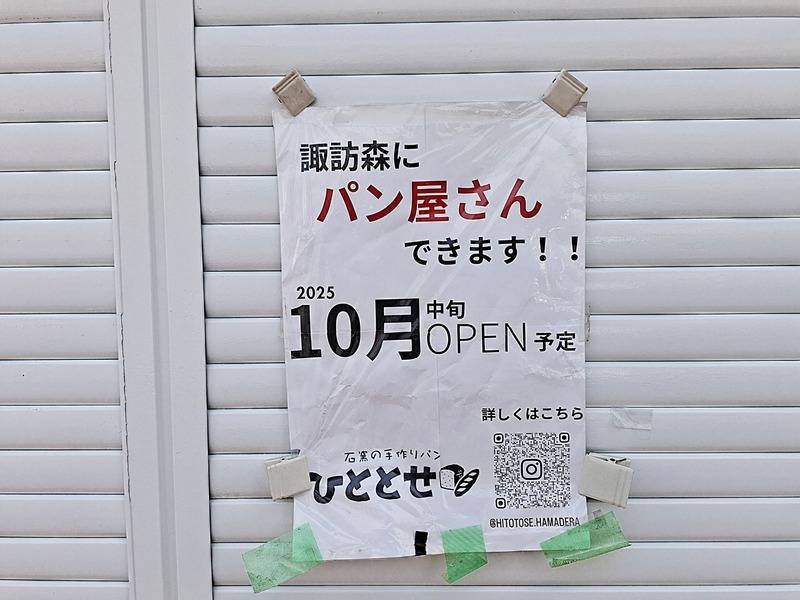 諏訪森に
パン屋さん
できます！！
2025
10月中旬OPEN予定
詳しくはこちら
石窯の手作りパン
ひととせ
@HITOTOSE.HAMADERA